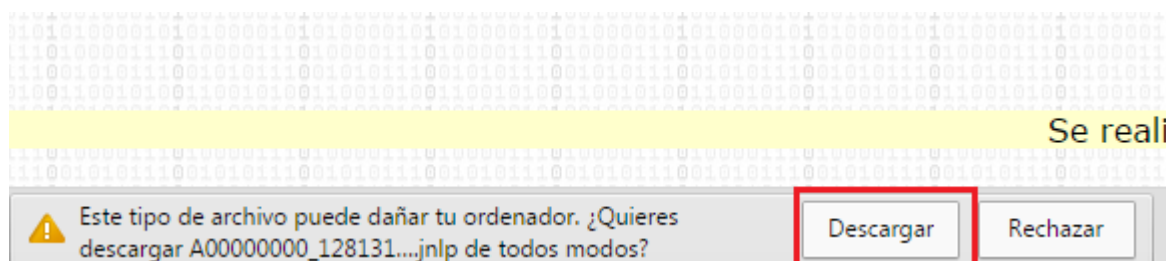 Se reali
Este tipo de archivo puede dañar tu ordenador. ¿Quieres
descargar A00000000_128131....jnlp de todos modos?
Descargar
Rechazar